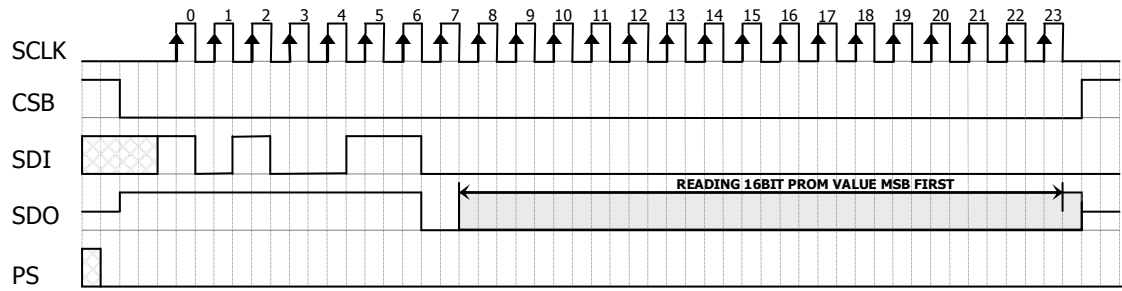 0 1 2 3 4 5 6 7 8 9 10 11 12 13 14 15 16 17 18 19 20 21 22 23
SCLK
CSB
SDI
READING 16BIT PROM VALUE MSB FIRST
SDO
PS